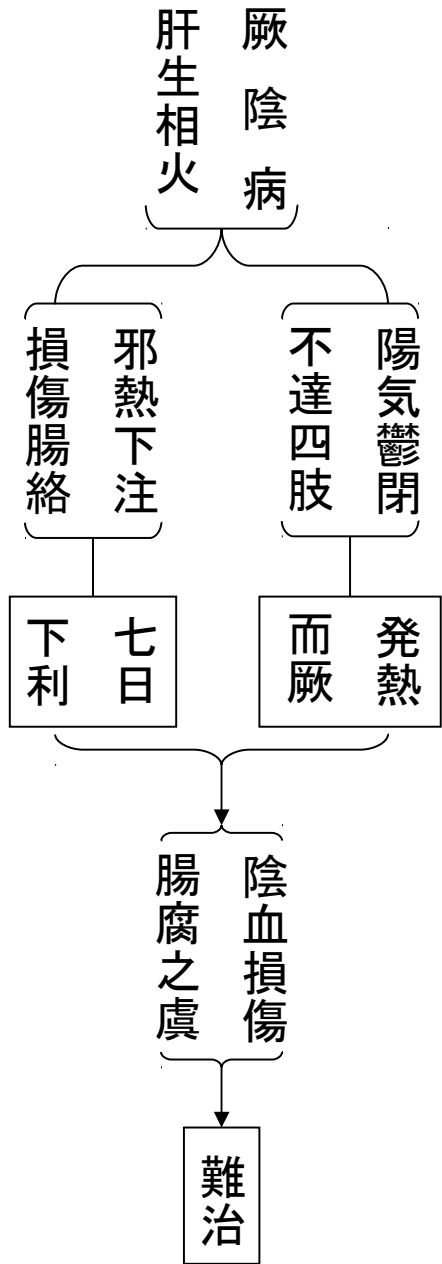 厥陰病
肝生相火
陽気鬱閉
不達四肢
邪熱下注
損傷腸絡
発熱
而厥
七日
下利
陰血損傷
腸腐之虞
難治